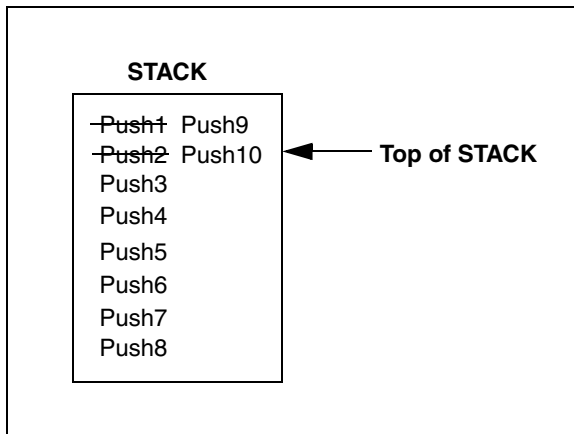 STACK
Push1 Push9
Push2 Push10 Top of STACK
Push3
Push4
Push5
Push6
Push7
Push8